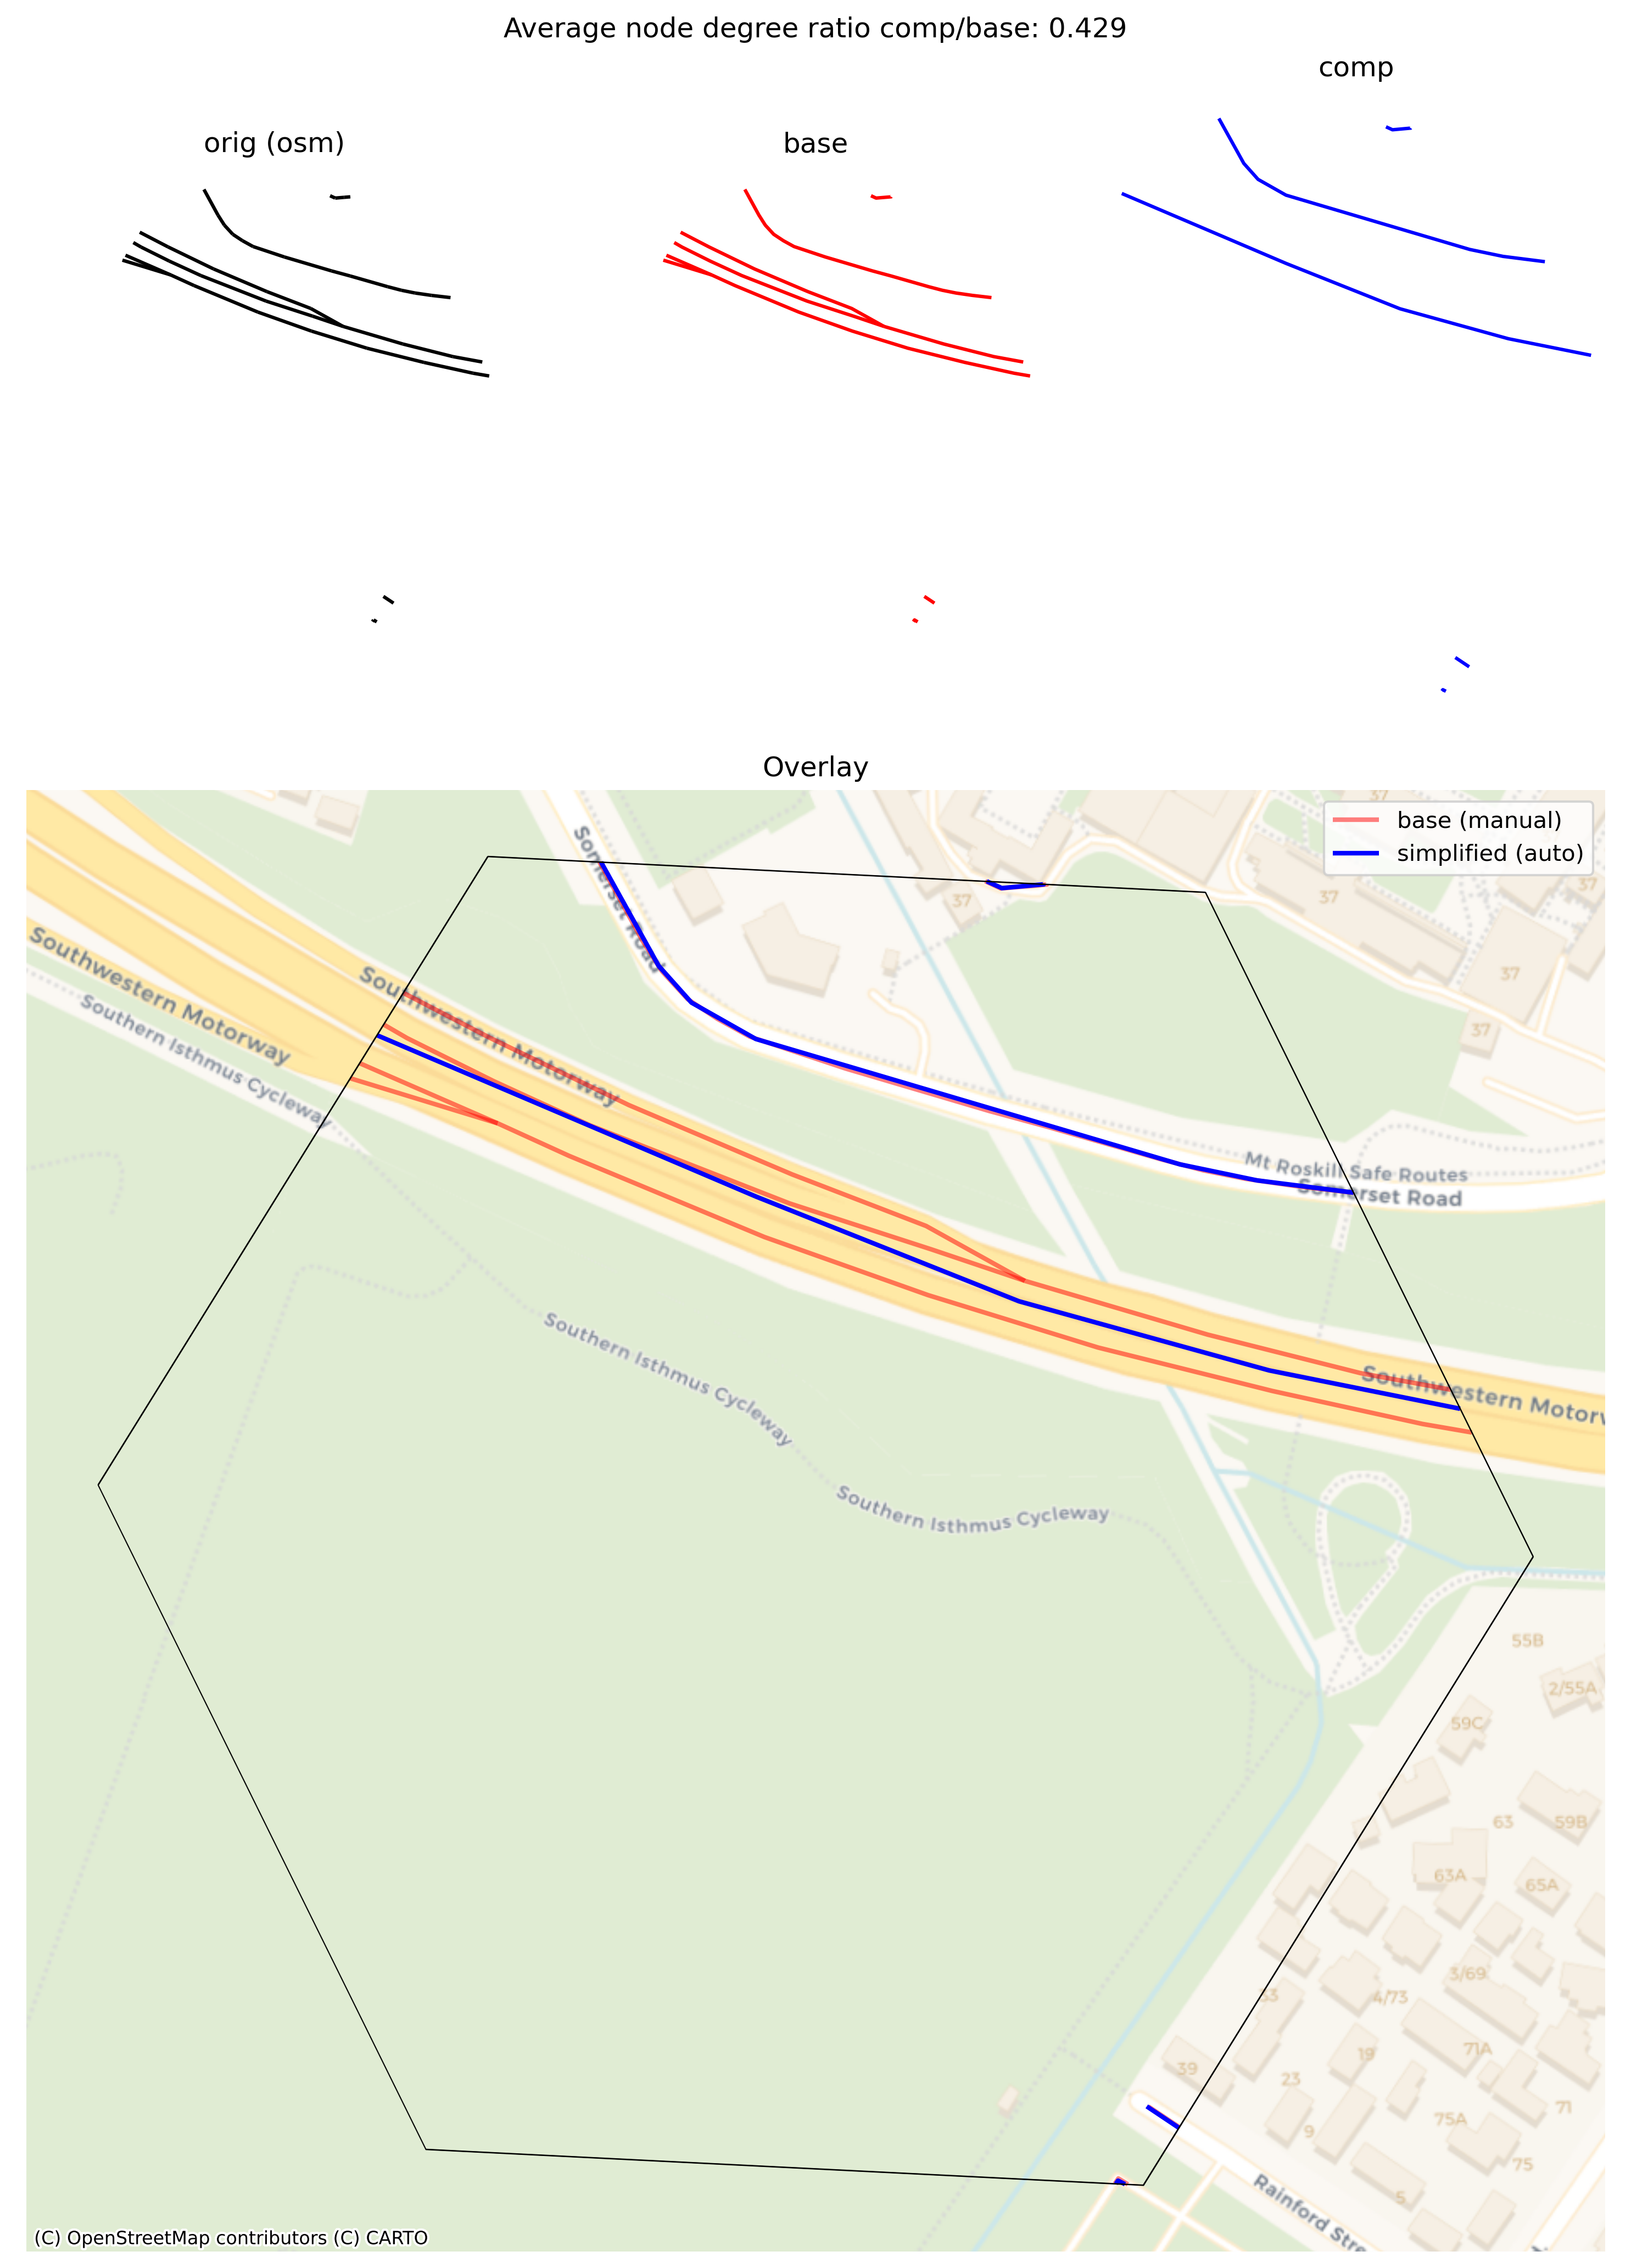 Average node degree ratio comp/base: 0.429
comp
orig (osm)
base
Overlay
base (manual)
simplified (auto)
37
37
37
37
37
37
Somerset Road
Southwestern Motorway
Southwestern Motorway
Southern Isthmus Cycleway
Mt Roskill Safe Routes
Somerset Road
Southern Isthmus Cycleway
Southwestern Motorw
Southern Isthmus Cycleway
55B
2/55A
59C
63
59B
63A
65A
3/69
4/73
19
71A
39
23
71
75A
9
75
5
Rainford Stre
(C) OpenStreetMap contributors (C) CARTO